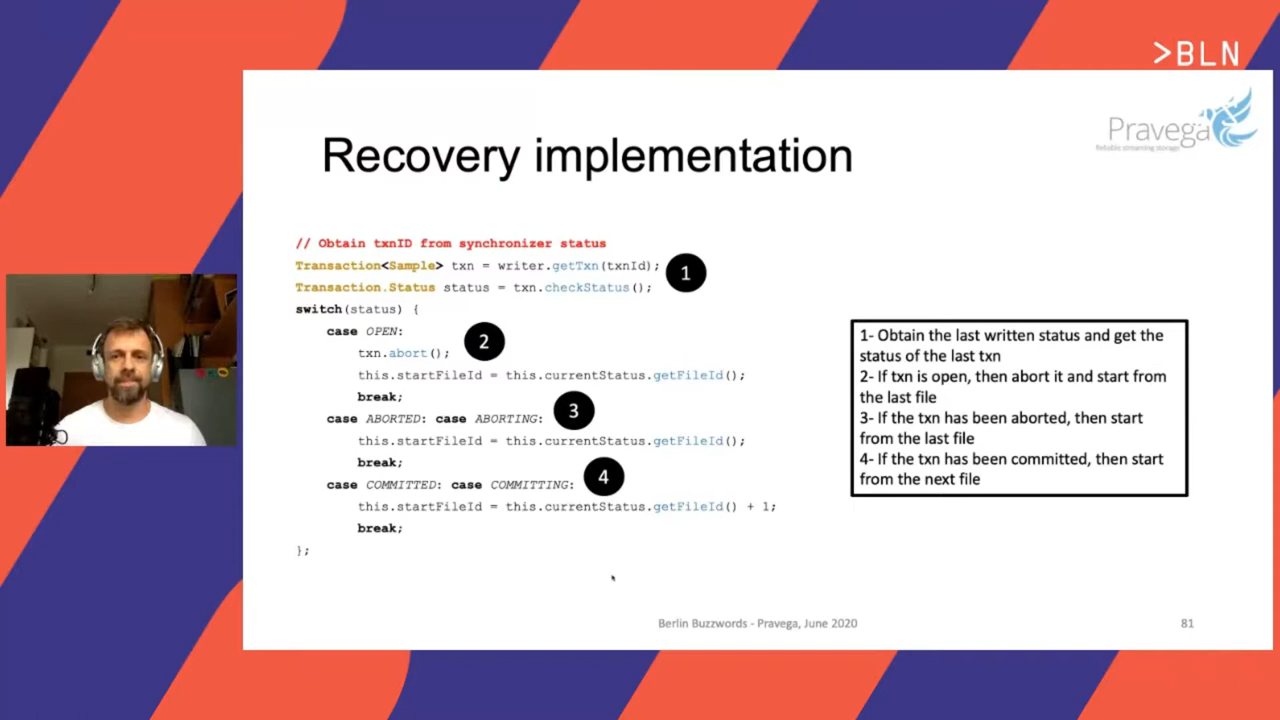 >BLN
Pravega
Reliable streaming storage
Recovery implementation
// Obtain txnID from synchronizer status
Transaction<Sample> txn = writer.getTxn(txnId);
Transaction.Status status = txn.checkStatus();
switch(status) {
case OPEN:
txn.abort();
this.startFileId = this.currentStatus.getFileId();
break;
case ABORTED: case ABORTING:
this.startFileId = this.currentStatus.getFileId();
break;
case COMMITTED: case COMMITTING:
this.startFileId = this.currentStatus.getFileId() + 1;
break;
};
1
2
3
4
1- Obtain the last written status and get the
status of the last txn
2- If txn is open, then abort it and start from
the last file
3- If the txn has been aborted, then start
from the last file
4- If the txn has been committed, then start
from the next file
Berlin Buzzwords - Pravega, June 2020
81